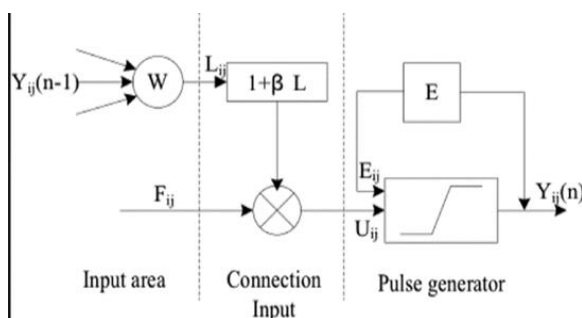 Y_ij(n-1)
W
L_ij
1+β L
E
E_ij
F_ij
U_ij
Y_ij(n)
Input area
Connection
Input
Pulse generator